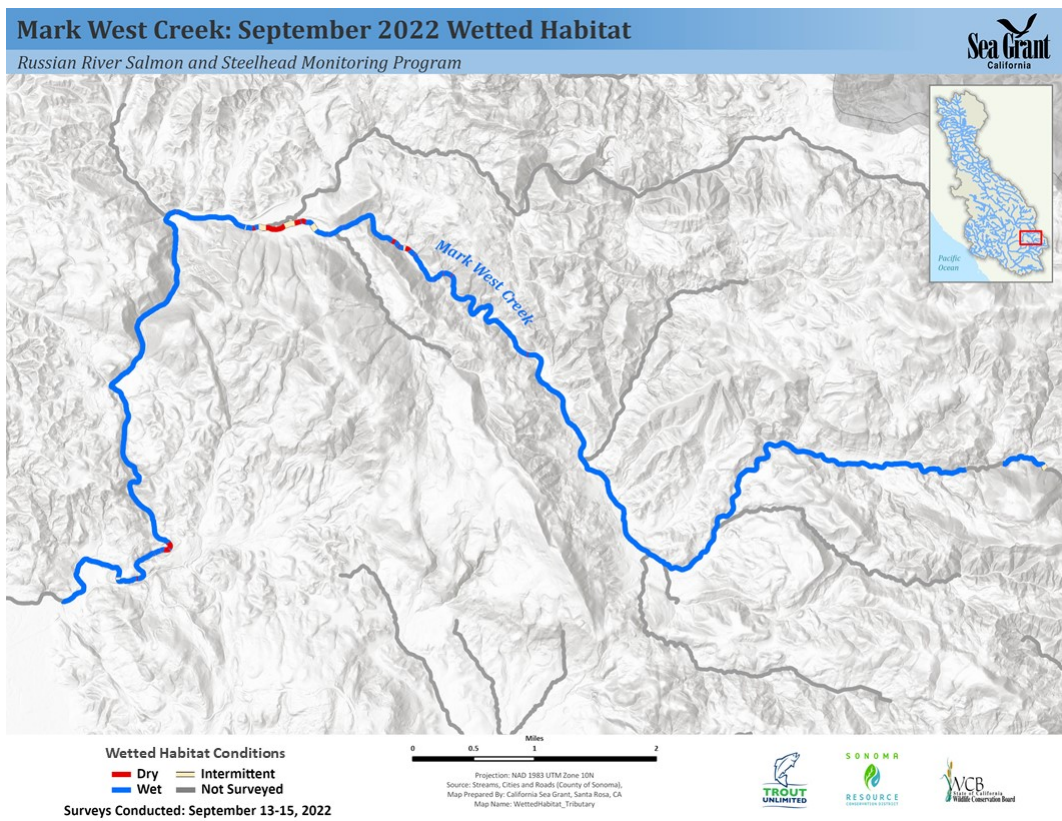 Mark West Creek: September 2022 Wetted Habitat
Russian River Salmon and Steelhead Monitoring Program
Sea Grant
California
Pacific
Ocean
Mark West Creek
Wetted Habitat Conditions
Dry
Intermittent
Wet
Not Surveyed
Surveys Conducted: September 13-15, 2022
Miles
0 0.5 1 2
Projection: NAD 1983 UTM Zone 10N
Source: Streams, Cities and Roads (County of Sonoma),
Map Prepared By: California Sea Grant, Santa Rosa, CA
Map Name: WettedHabitat_Tributary
TROUT
UNLIMITED
SONOMA
RESOURCE
CONSERVATION DISTRICT
WCB
State of California
Wildlife Conservation Board